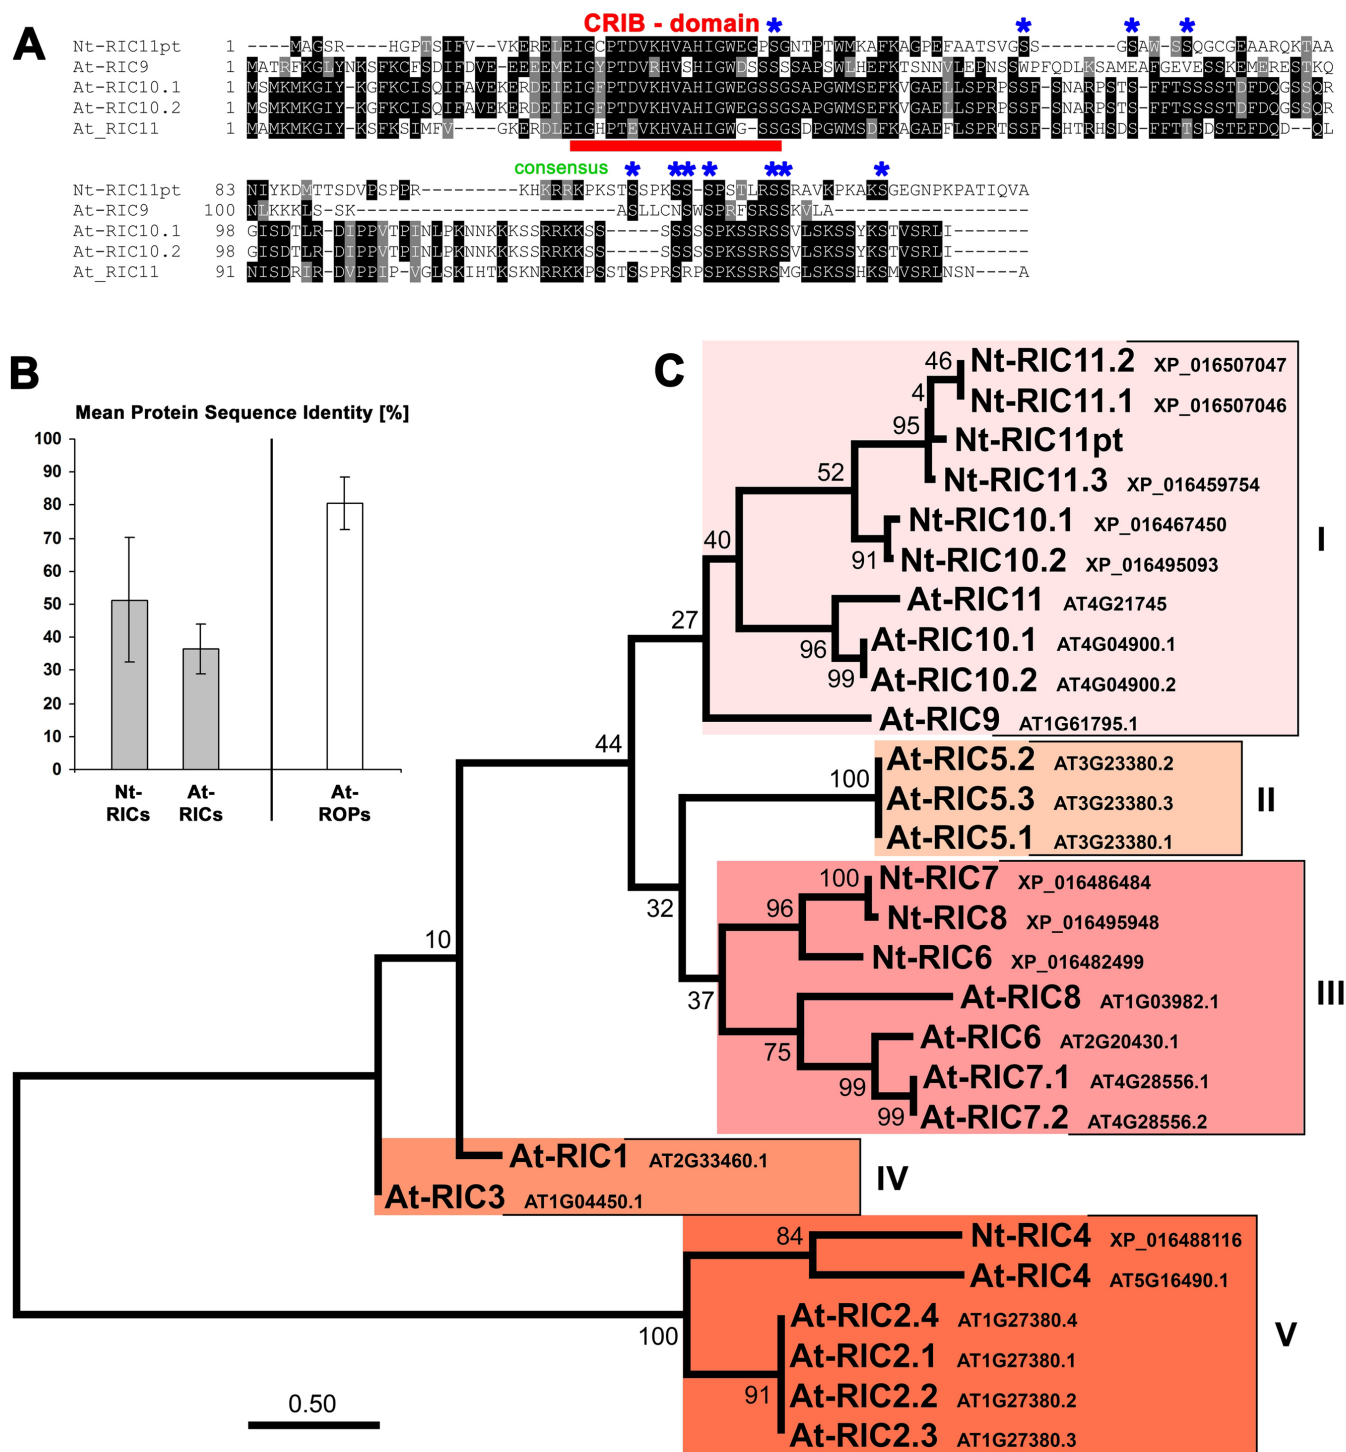 A
CRIB - domain *
* * *
Nt-RIC11pt 1 ----MAGSR----HGPTSIFV--VKERELEIGCPTDVKHVAHIGWEGPSGNTPTWMKAFKAGPEFAATSVGSS-------GSAW-SSQGCGEAARQKTAA
At-RIC9 1 MATRFKGLYNKSFKCFSDIFDVE-EEEEMEIGYPTDVRHVSHIGWDSSSSSAPSWLHEFKTSNNVLEPNSSWPFQDLKSAMEAFGEVESSKEMERESTKQ
At-RIC10.1 1 MSMKMKGIY-KGFKCISQIFAVEKERDEIEIGFPTDVKHVAHIGWEGSSGSAPGWMSEFKVGAELLSPRPSSF-SNARPSTS-FFTSSSSTDFDQGSSQR
At-RIC10.2 1 MSMKMKGIY-KGFKCISQIFAVEKERDEIEIGFPTDVKHVAHIGWEGSSGSAPGWMSEFKVGAELLSPRPSSF-SNARPSTS-FFTSSSSTDFDQGSSQR
At_RIC11 1 MAMKMKGIY-KSFKSIMFV----GKERDLEIGHPTEVKHVAHIGWG-SSGSDPGWMSDFKAGAEFLSPRTSSF-SHTRHSDS-FFTTSDSTEFDQD--QL
consensus * ** * ** *
Nt-RIC11pt 83 NIYKDMTTSDVPSPPR---------KHKRRKPKSTSSPKSS-SPSTLRSSRAVKPKAKSGEGNPKPATIQVA
At-RIC9 100 NLKKKLS-SK----------------------ASLLCNSWSPRFSRSSKVLA------------------
At-RIC10.1 98 GISDTLR-DIPPVTPINLPKNNKKKSSRRKKSS-----SSSSSPKSSRSSVLSKSSYKSTVSRLI-------
At-RIC10.2 98 GISDTLR-DIPPVTPINLPKNNKKKSSRRKKSS-----SSSSSPKSSRSSVLSKSSYKSTVSRLI-------
At_RIC11 91 NISDRIR-DVPPIP-VGLSKIHTKSKNRRKKPSSTSSPRSRPSPKSSRSMGLSKSSHKSMVSRLNSN----A
B
Mean Protein Sequence Identity [%]
100
90
80
70
60
50
40
30
20
10
0
Nt-
RICs
At-
RICs
At-
ROPs
C
46
Nt-RIC11.2 XP_016507047
4
Nt-RIC11.1 XP_016507046
95
Nt-RIC11pt
52
Nt-RIC11.3 XP_016459754
Nt-RIC10.1 XP_016467450
40
I
91
Nt-RIC10.2 XP_016495093
At-RIC11 AT4G21745
27
96
At-RIC10.1 AT4G04900.1
99
At-RIC10.2 AT4G04900.2
At-RIC9 AT1G61795.1
44
At-RIC5.2 AT3G23380.2
100
At-RIC5.3 AT3G23380.3
II
At-RIC5.1 AT3G23380.1
100
Nt-RIC7 XP_016486484
32
96
Nt-RIC8 XP_016495948
10
Nt-RIC6 XP_016482499
37
At-RIC8 AT1G03982.1
III
75
At-RIC6 AT2G20430.1
99
At-RIC7.1 AT4G28556.1
99
At-RIC7.2 AT4G28556.2
At-RIC1 AT2G33460.1
IV
At-RIC3 AT1G04450.1
84
Nt-RIC4 XP_016488116
At-RIC4 AT5G16490.1
100
At-RIC2.4 AT1G27380.4
V
At-RIC2.1 AT1G27380.1
91
At-RIC2.2 AT1G27380.2
At-RIC2.3 AT1G27380.3
0.50